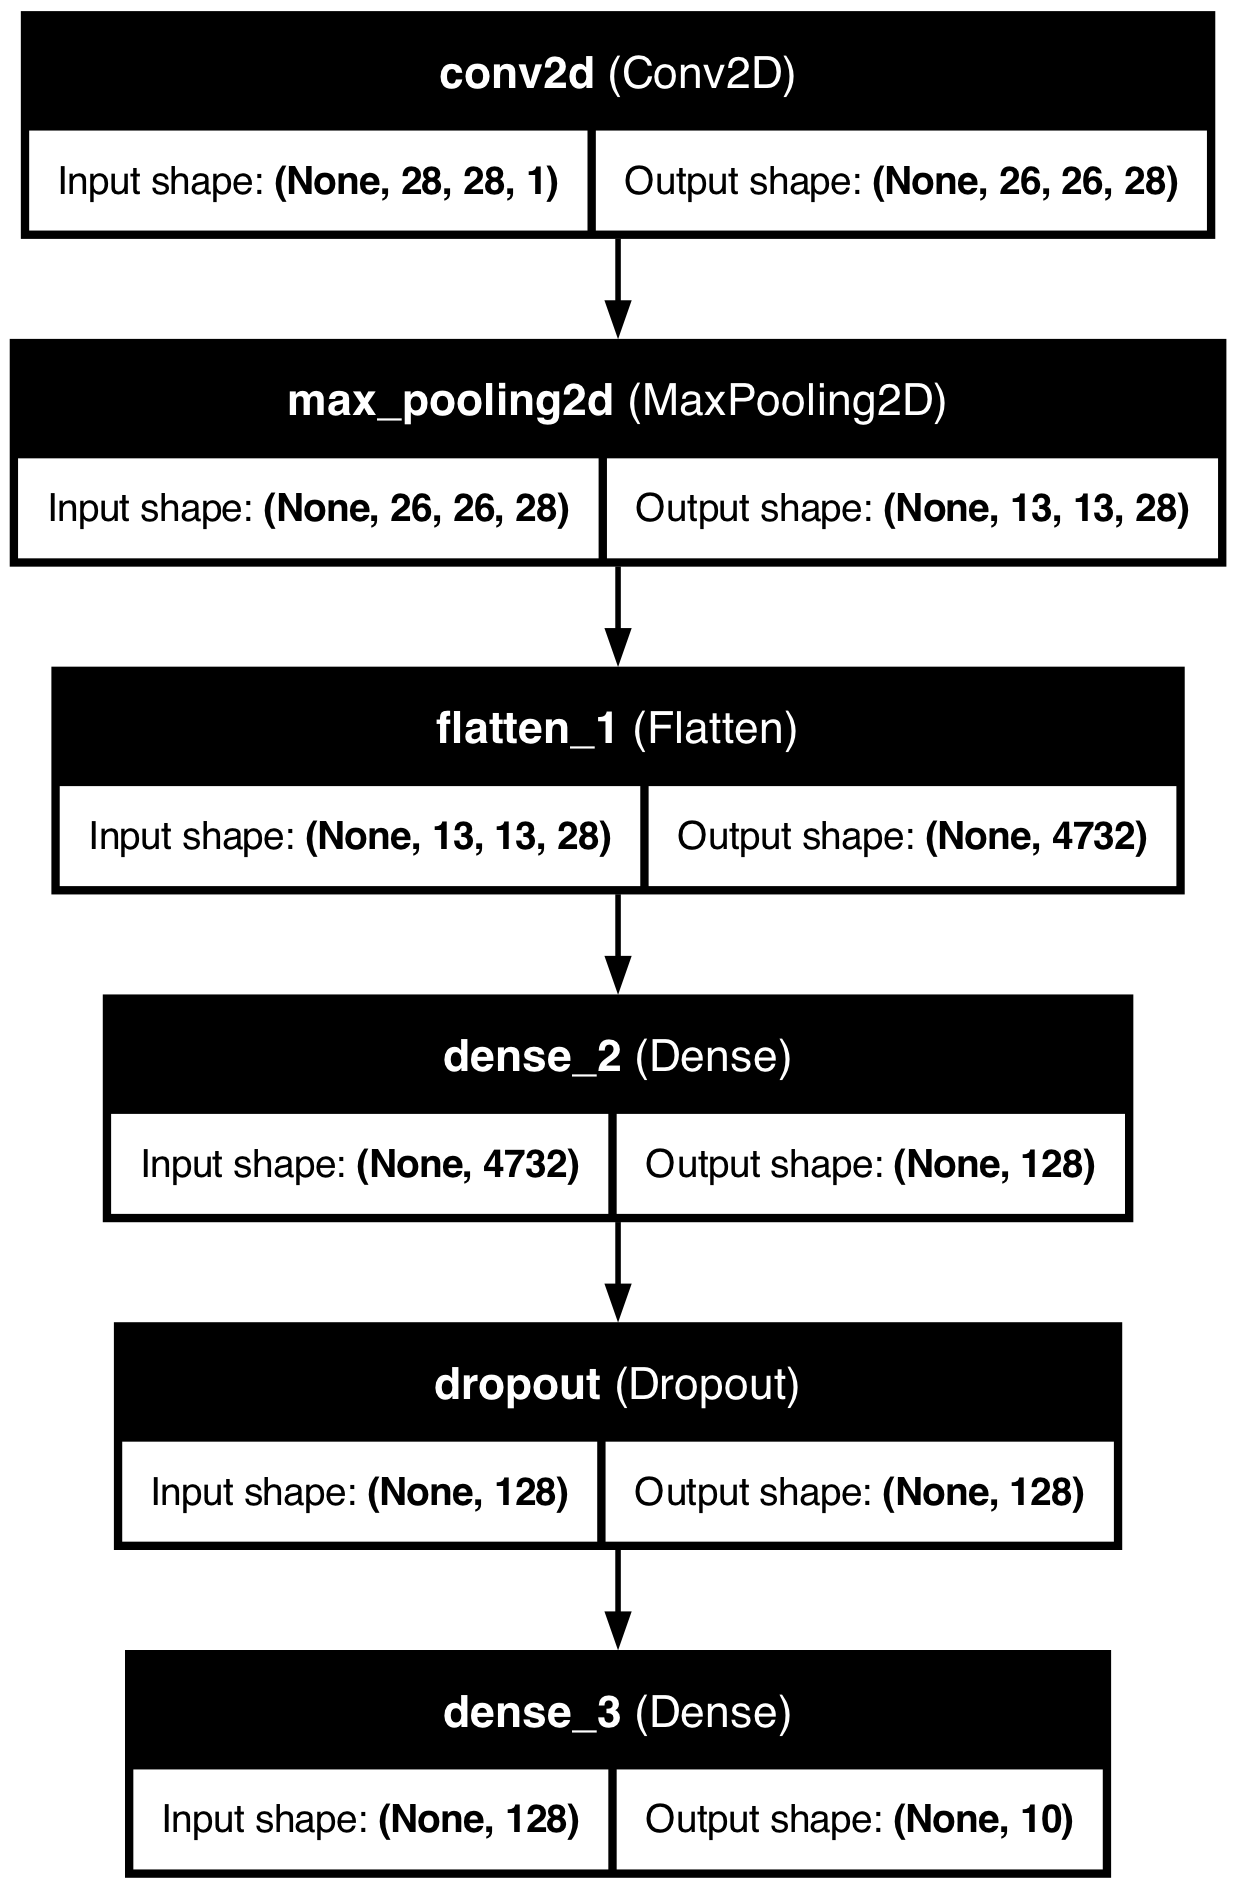 conv2d (Conv2D)
Input shape: (None, 28, 28, 1) Output shape: (None, 26, 26, 28)
max_pooling2d (MaxPooling2D)
Input shape: (None, 26, 26, 28) Output shape: (None, 13, 13, 28)
flatten_1 (Flatten)
Input shape: (None, 13, 13, 28) Output shape: (None, 4732)
dense_2 (Dense)
Input shape: (None, 4732) Output shape: (None, 128)
dropout (Dropout)
Input shape: (None, 128) Output shape: (None, 128)
dense_3 (Dense)
Input shape: (None, 128) Output shape: (None, 10)